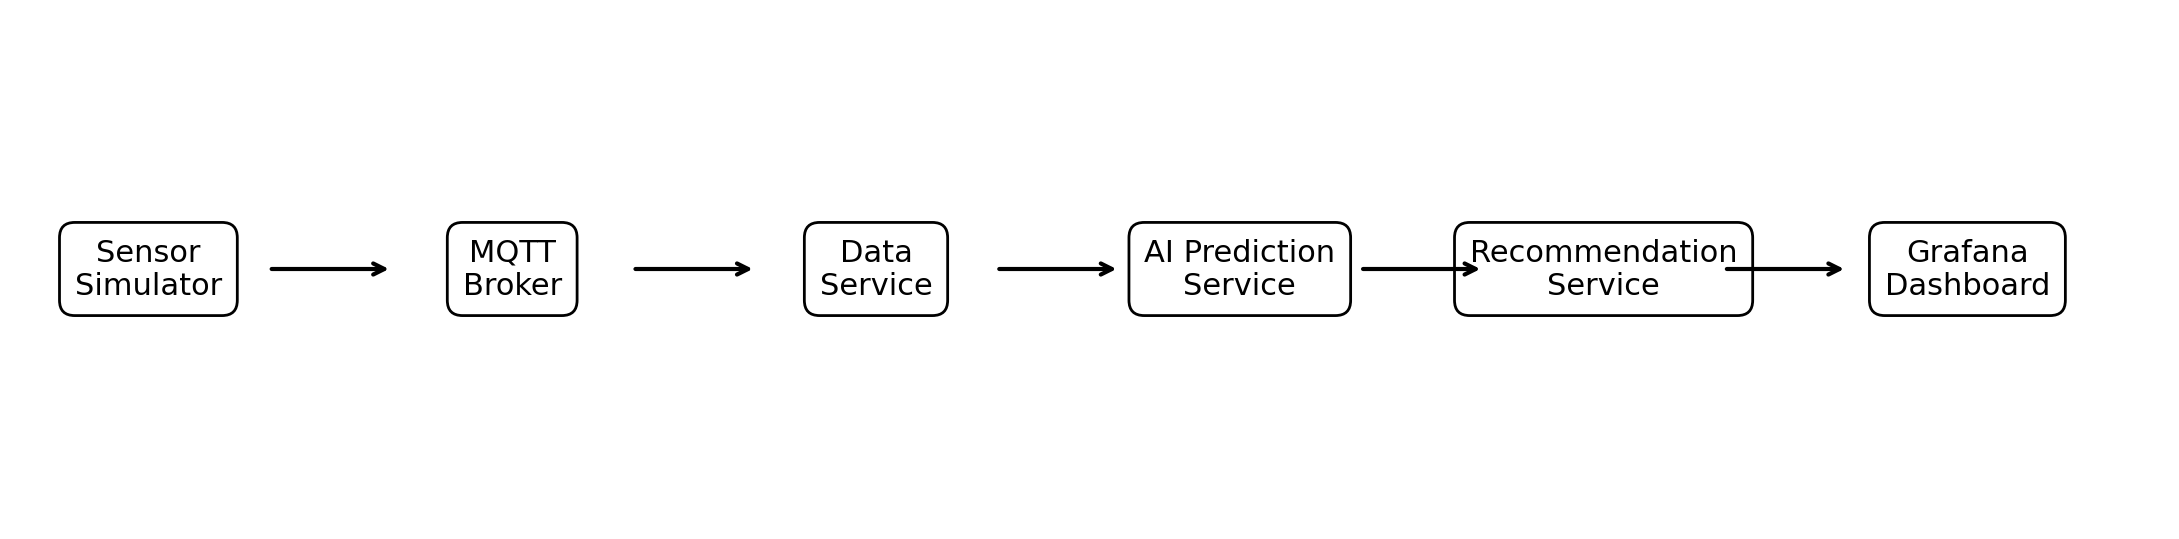 Sensor
Simulator
MQTT
Broker
Data
Service
AI Prediction
Service
Recommendation
Service
Grafana
Dashboard